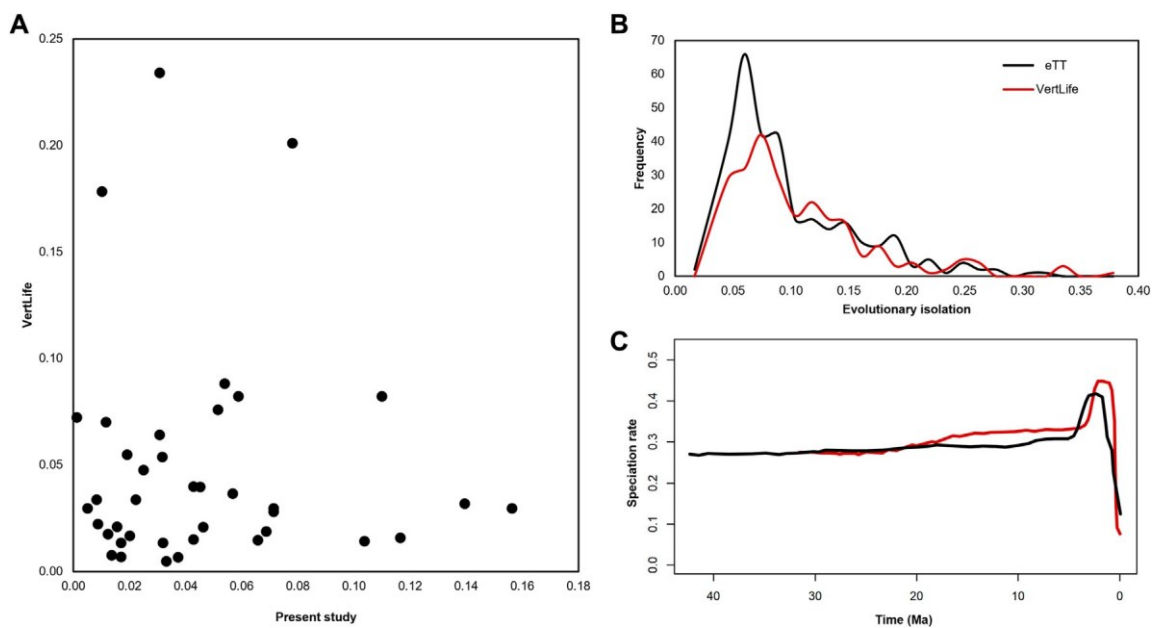 A
0.25
0.20
0.15
0.10
0.05
0.00
VertLife
0.00 0.02 0.04 0.06 0.08 0.10 0.12 0.14 0.16 0.18
Present study
B
70
60
50
40
30
20
10
0
Frequency
eTT
VertLife
0.00 0.05 0.10 0.15 0.20 0.25 0.30 0.35 0.40
Evolutionary isolation
C
0.5
0.4
0.3
0.2
0.1
0.0
Speciation rate
40 30 20 10 0
Time (Ma)